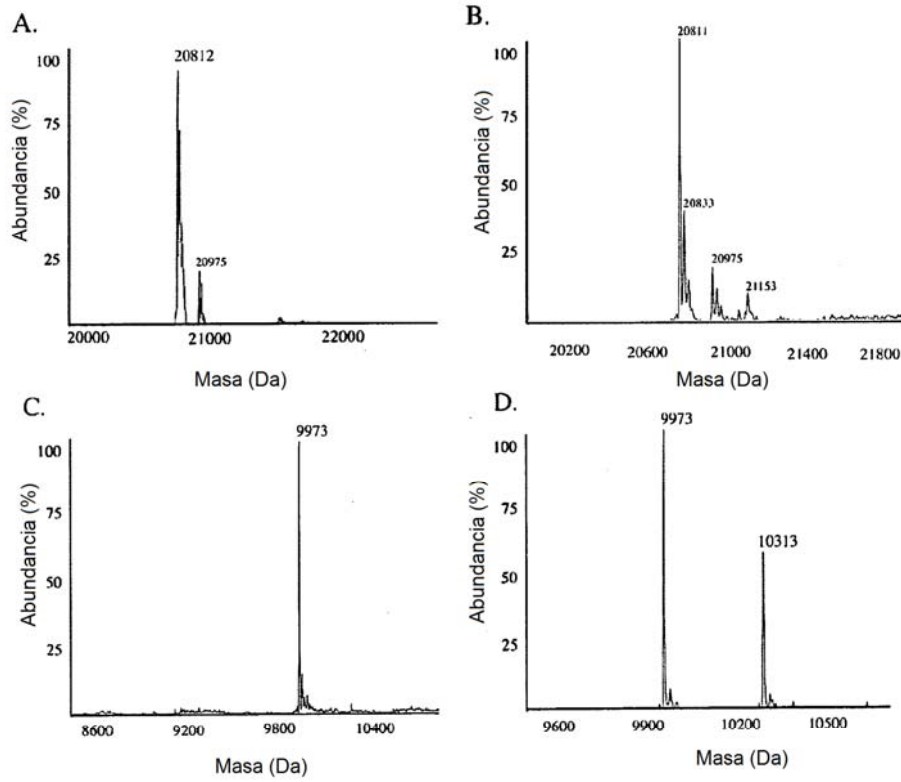 A.
Abundancia (%)
100
75
50
25
20812
20975
20000 21000 22000
Masa (Da)
B.
Abundancia (%)
100
75
50
25
20811
20833
20975
21153
20200 20600 21000 21400 21800
Masa (Da)
C.
Abundancia (%)
100
75
50
25
9973
8600 9200 9800 10400
Masa (Da)
D.
Abundancia (%)
100
75
50
25
9973
10313
9600 9900 10200 10500
Masa (Da)